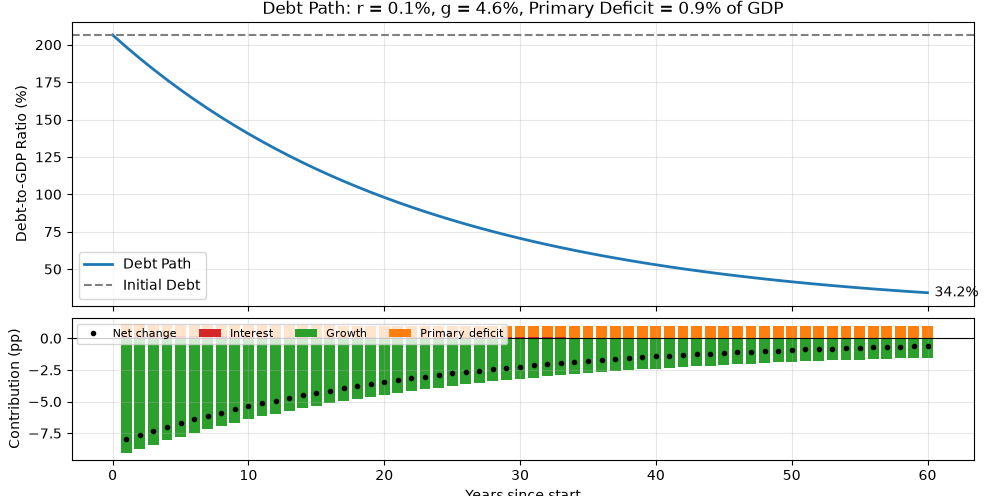 Debt Path: r = 0.1%, g = 4.6%, Primary Deficit = 0.9% of GDP
Debt-to-GDP Ratio (%)
200
175
150
125
100
75
50
Debt Path
Initial Debt
34.2%
Contribution (pp)
0.0
−2.5
−5.0
−7.5
Net change
Interest
Growth
Primary deficit
0
10
20
30
40
50
60
Years since start